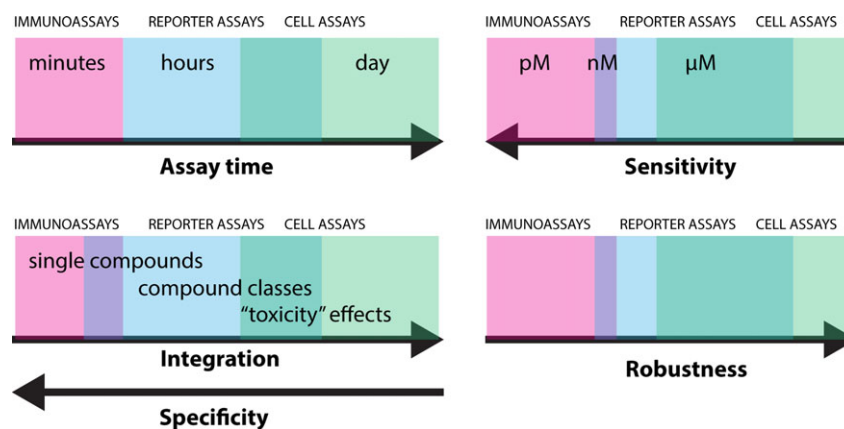 IMMUNOASSAYS REPORTER ASSAYS CELL ASSAYS
minutes hours day
Assay time
IMMUNOASSAYS REPORTER ASSAYS CELL ASSAYS
pM nM µM
Sensitivity
IMMUNOASSAYS REPORTER ASSAYS CELL ASSAYS
single compounds
compound classes
“toxicity” effects
Integration
Specificity
IMMUNOASSAYS REPORTER ASSAYS CELL ASSAYS
Robustness